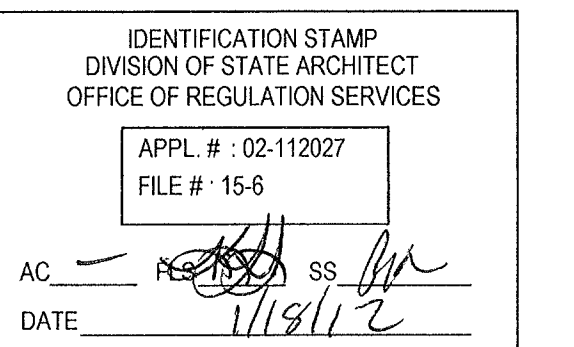 IDENTIFICATION STAMP
DIVISION OF STATE ARCHITECT
OFFICE OF REGULATION SERVICES
APPL. # : 02-112027
FILE # : 15-6
AC — FLS SS
DATE 1/18/12